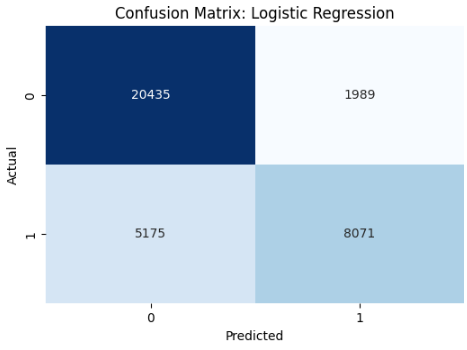 Confusion Matrix: Logistic Regression
0
20435
1989
Actual
1
5175
8071
0
1
Predicted